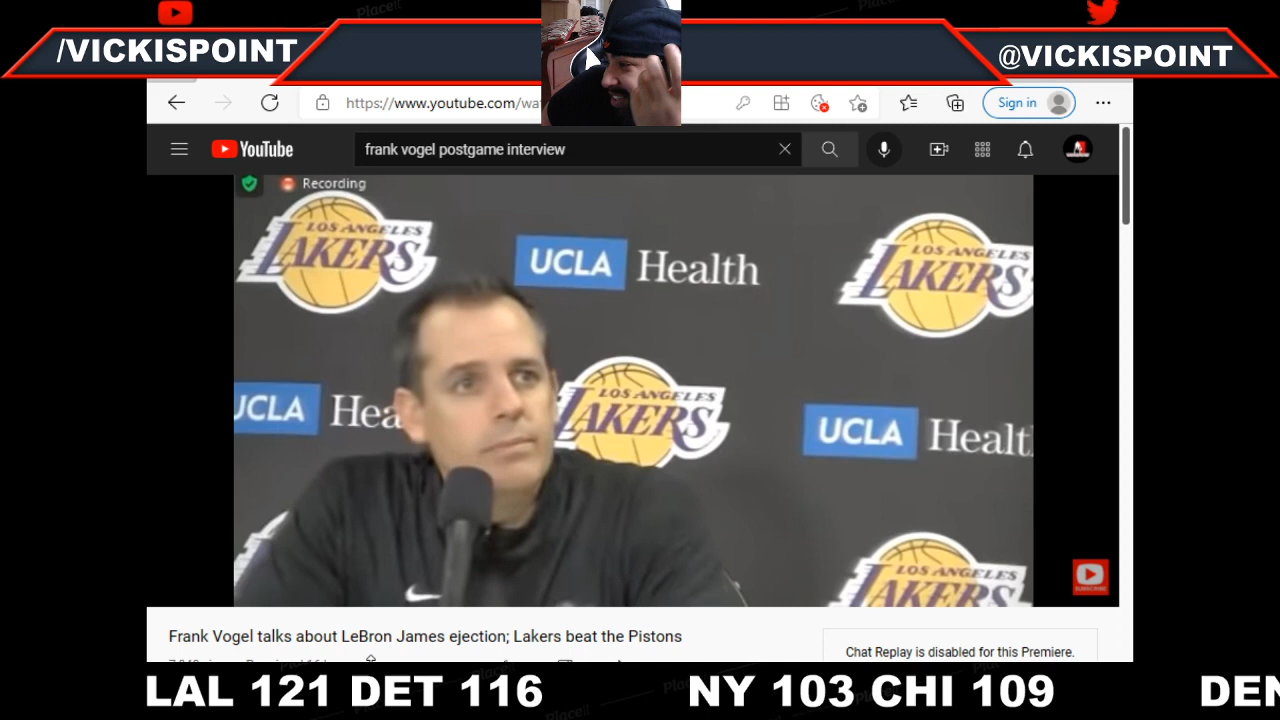 /VICKISPOINT
@VICKISPOINT
https://www.youtube.com/wa
Sign in
YouTube
frank vogel postgame interview
Recording
LOS ANGELES
LAKERS
UCLA Health
LOS ANGELES
LAKERS
LOS ANGELES
LAKERS
UCLA Hea
UCLA Healt
LOS ANGELES
LAKERS
SUBSCRIBE
Frank Vogel talks about LeBron James ejection; Lakers beat the Pistons
Chat Replay is disabled for this Premiere.
LAL 121 DET 116 NY 103 CHI 109 DEN
Placeit